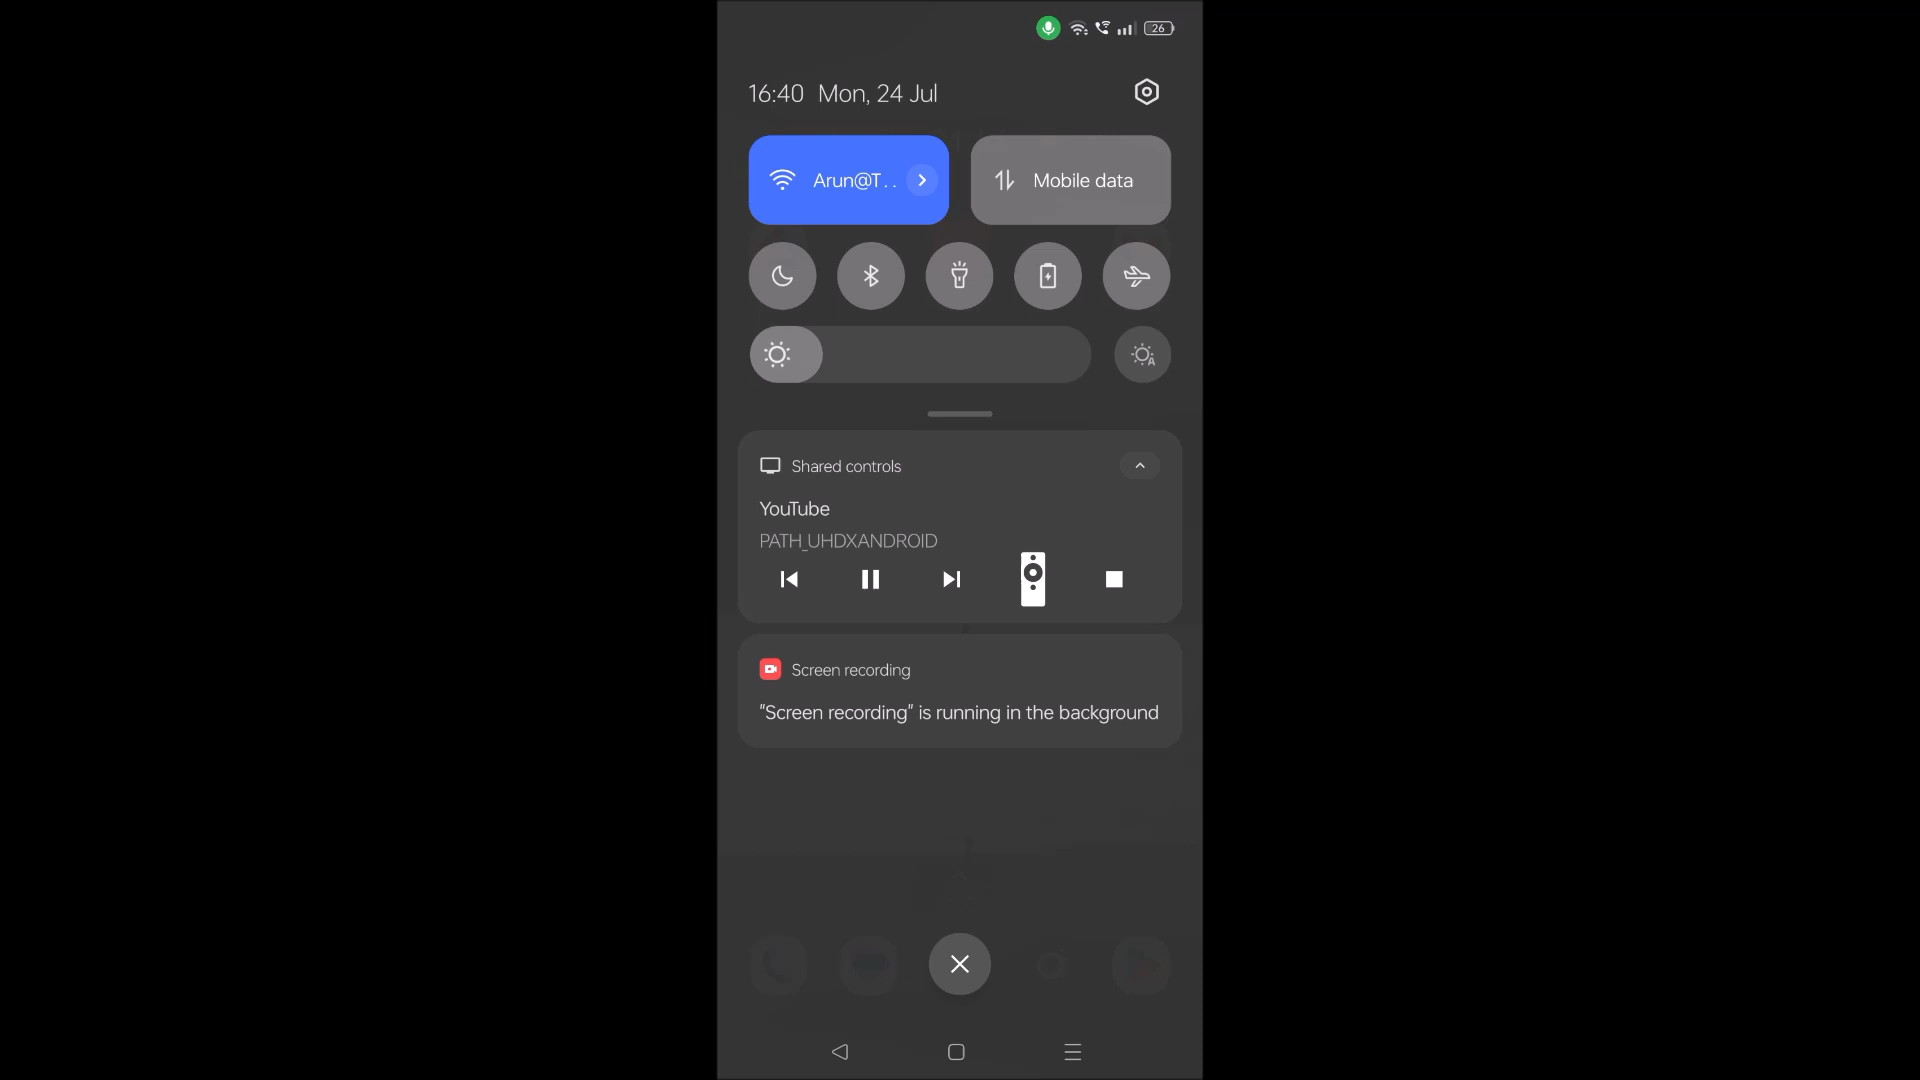 26
16:40 Mon, 24 Jul
Arun@T..
Mobile data
A
Shared controls
YouTube
PATH_UHDXANDROID
Screen recording
"Screen recording" is running in the background